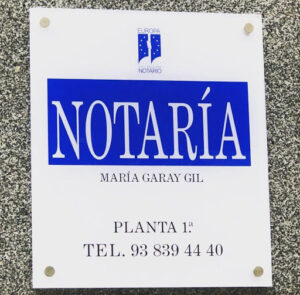 EUROPA
NOTARIO
NOTARÍA
MARÍA GARAY GIL
PLANTA 1.ª
TEL. 93 839 44 40